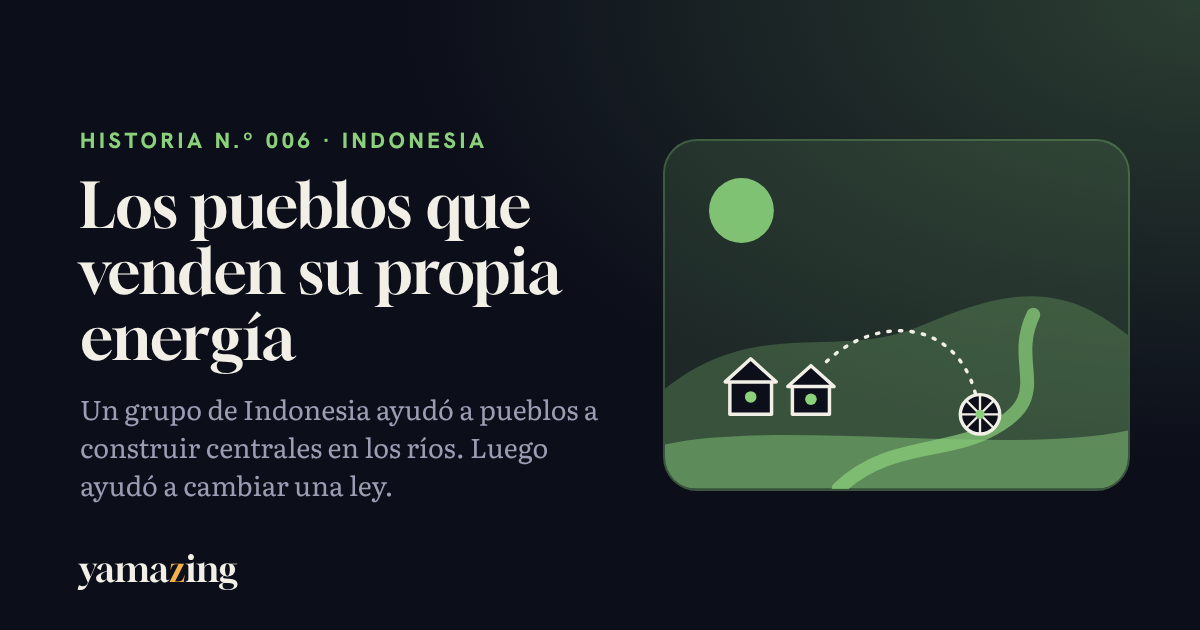 HISTORIA N.º 006 · INDONESIA
Los pueblos que
venden su propia
energía
Un grupo de Indonesia ayudó a pueblos a
construir centrales en los ríos. Luego
ayudó a cambiar una ley.
yamazing